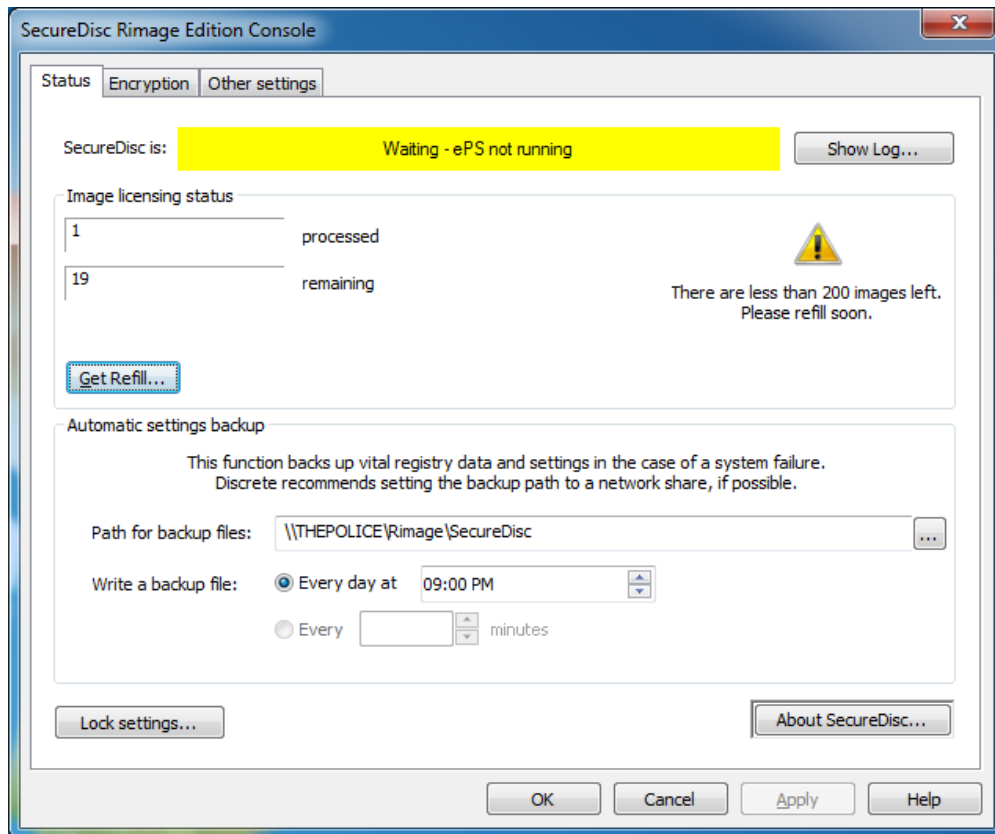 SecureDisc Rimage Edition Console
x
Status Encryption Other settings
SecureDisc is: Waiting - ePS not running Show Log...
Image licensing status
1 processed
19 remaining
There are less than 200 images left.
Please refill soon.
Get Refill...
Automatic settings backup
This function backs up vital registry data and settings in the case of a system failure.
Discrete recommends setting the backup path to a network share, if possible.
Path for backup files: \\THEPOLICE\Rimage\SecureDisc ...
Write a backup file: Every day at 09:00 PM
Every minutes
Lock settings... About SecureDisc...
OK Cancel Apply Help